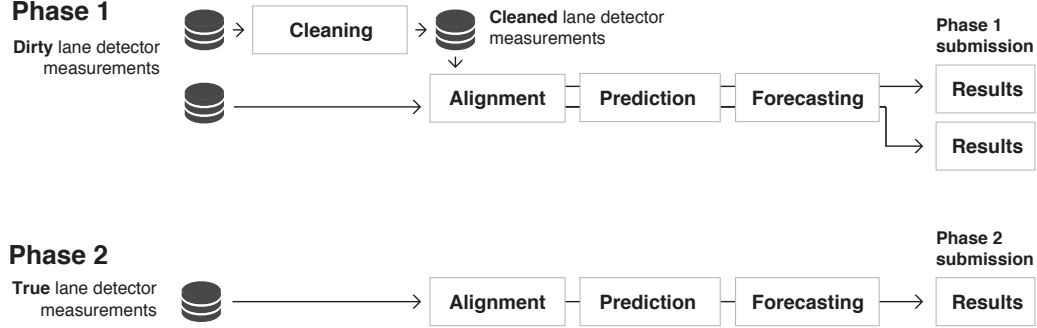 Phase 1
Dirty lane detector
measurements
Cleaning
Cleaned lane detector
measurements
Alignment
Prediction
Forecasting
Phase 1
submission
Results
Results
Phase 2
True lane detector
measurements
Alignment
Prediction
Forecasting
Phase 2
submission
Results